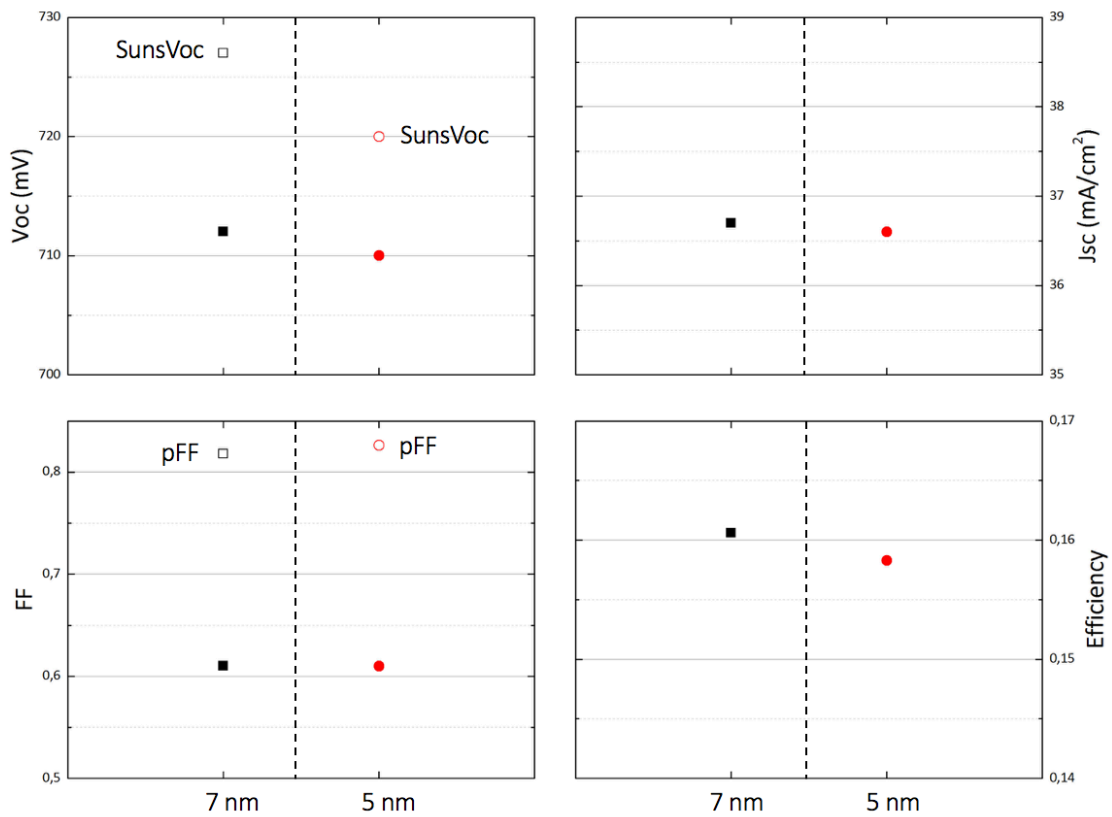 730
720
710
700
Voc (mV)
SunsVoc
SunsVoc
39
38
37
36
35
Jsc (mA/cm²)
0,8
0,7
0,6
0,5
FF
pFF
pFF
7 nm
5 nm
0,17
0,16
0,15
0,14
Efficiency
7 nm
5 nm